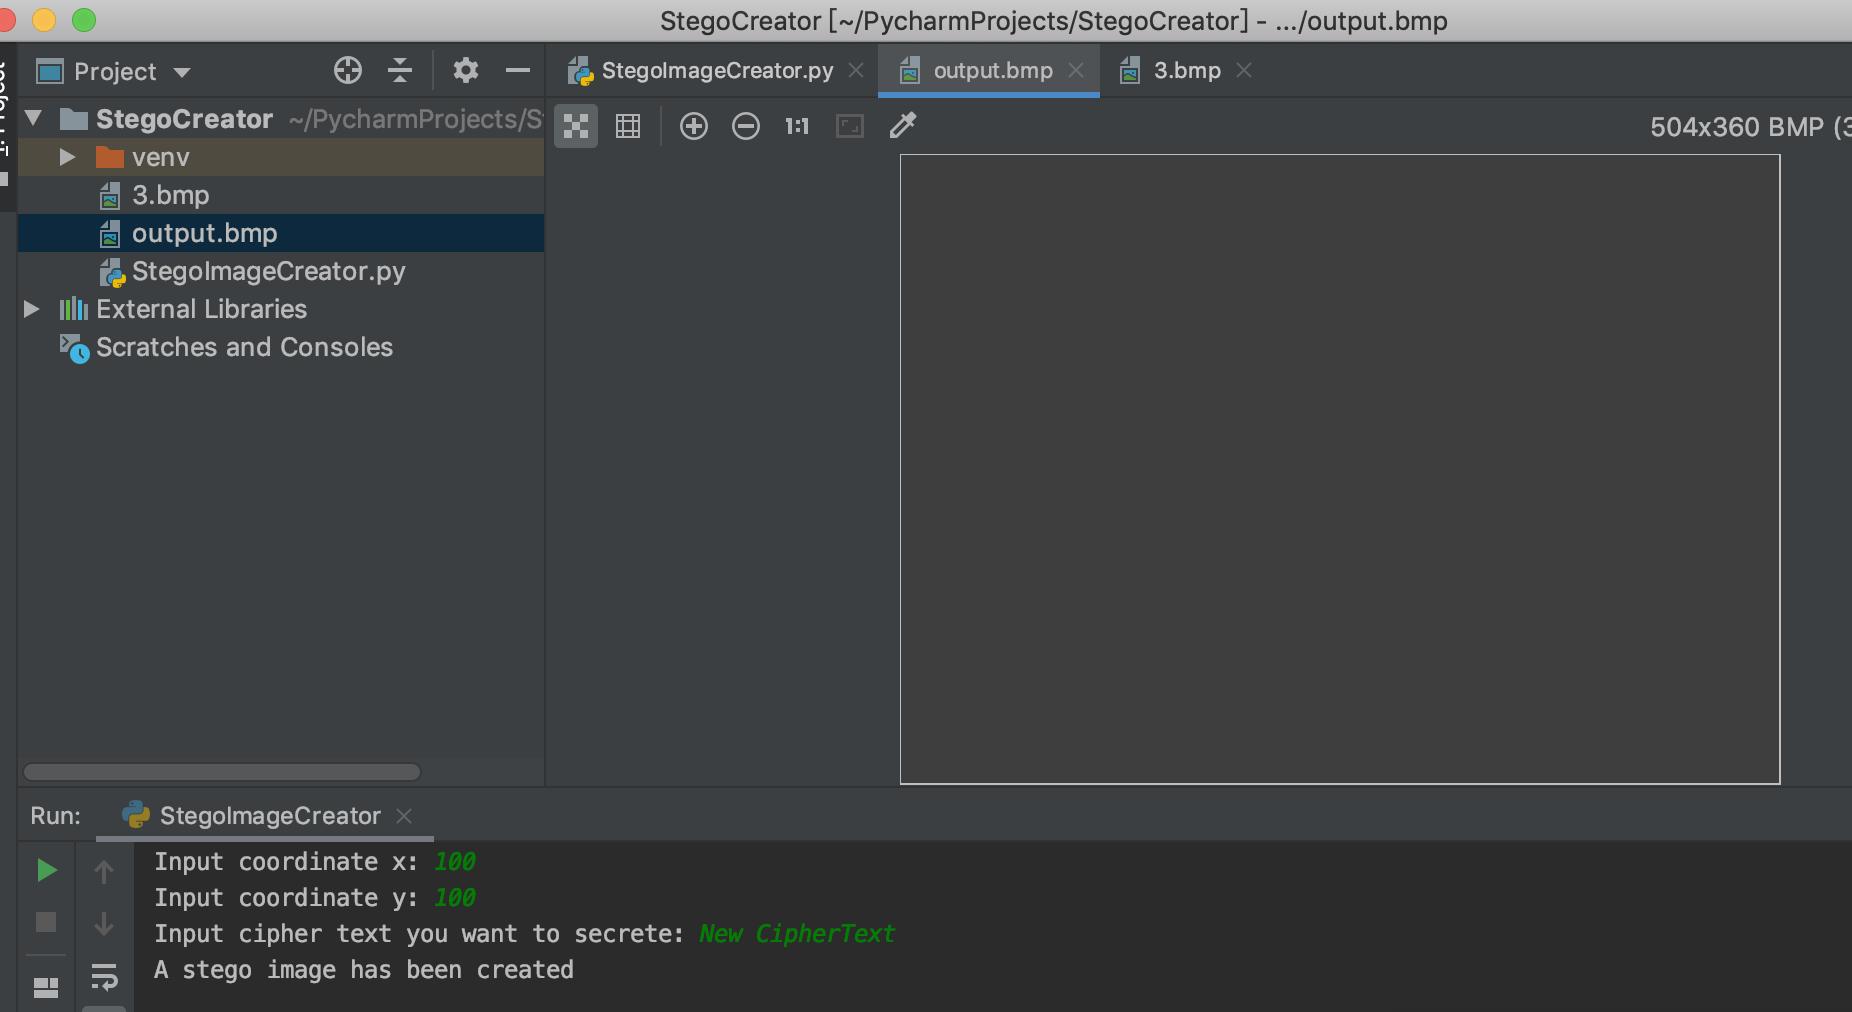 StegoCreator [~/PycharmProjects/StegoCreator] - .../output.bmp
Project
StegoImageCreator.py
output.bmp
3.bmp
StegoCreator ~/PycharmProjects/S
504x360 BMP (3
1:1
venv
3.bmp
output.bmp
StegoImageCreator.py
External Libraries
Scratches and Consoles
Run: StegoImageCreator
Input coordinate x: 100
Input coordinate y: 100
Input cipher text you want to secrete: New CipherText
A stego image has been created